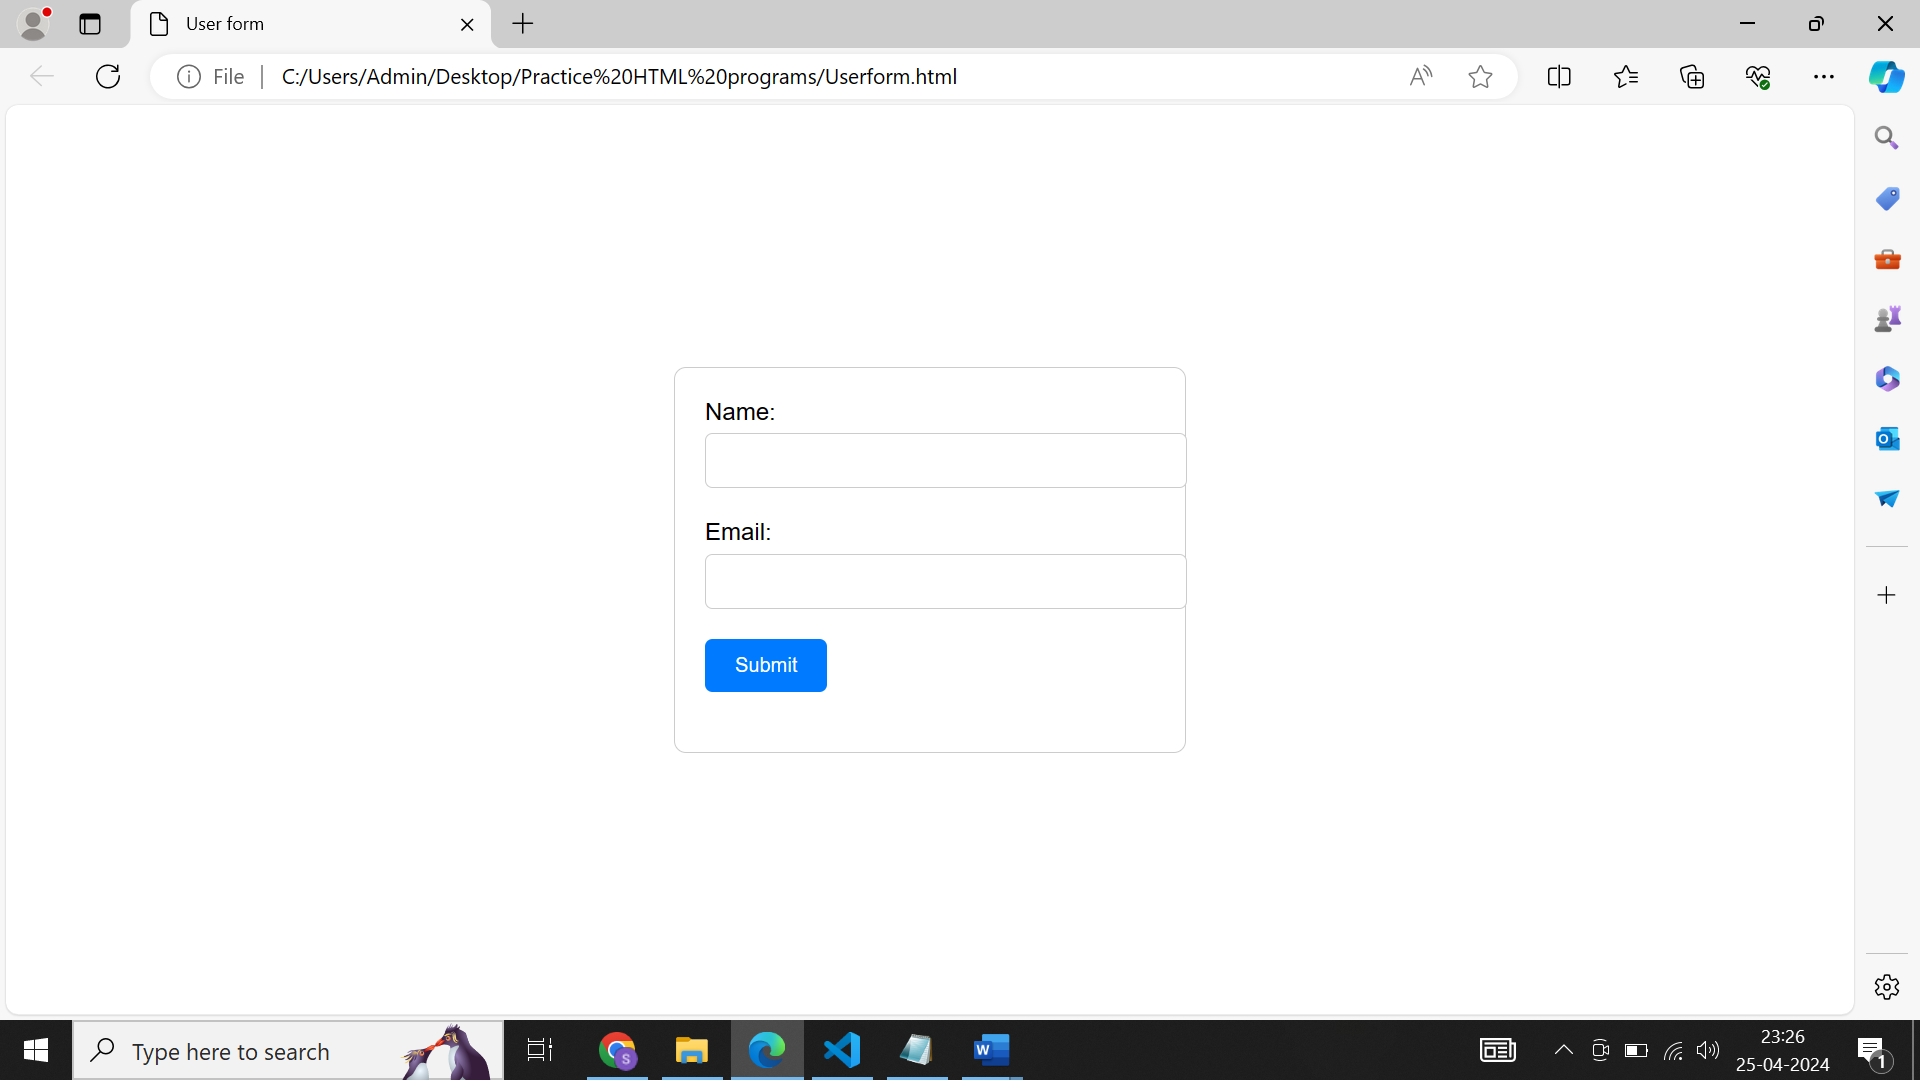 User form
File
C:/Users/Admin/Desktop/Practice%20HTML%20programs/Userform.html
Name:
Email:
Submit
Type here to search
23:26
25-04-2024
1